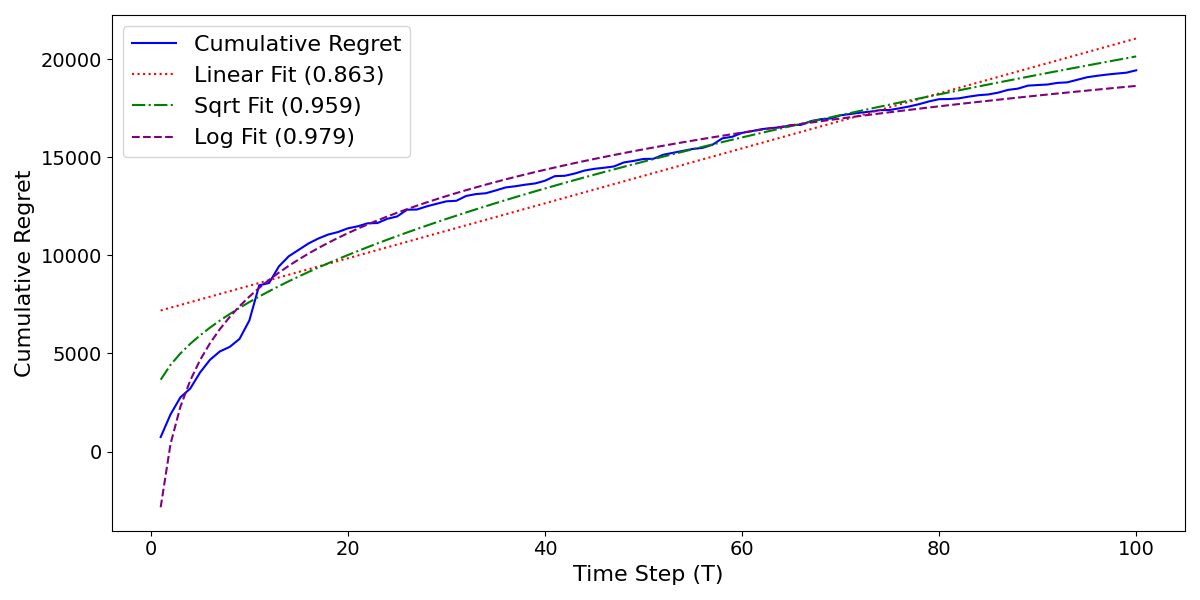 Cumulative Regret
Linear Fit (0.863)
Sqrt Fit (0.959)
Log Fit (0.979)
20000
15000
10000
5000
0
Cumulative Regret
0 20 40 60 80 100
Time Step (T)